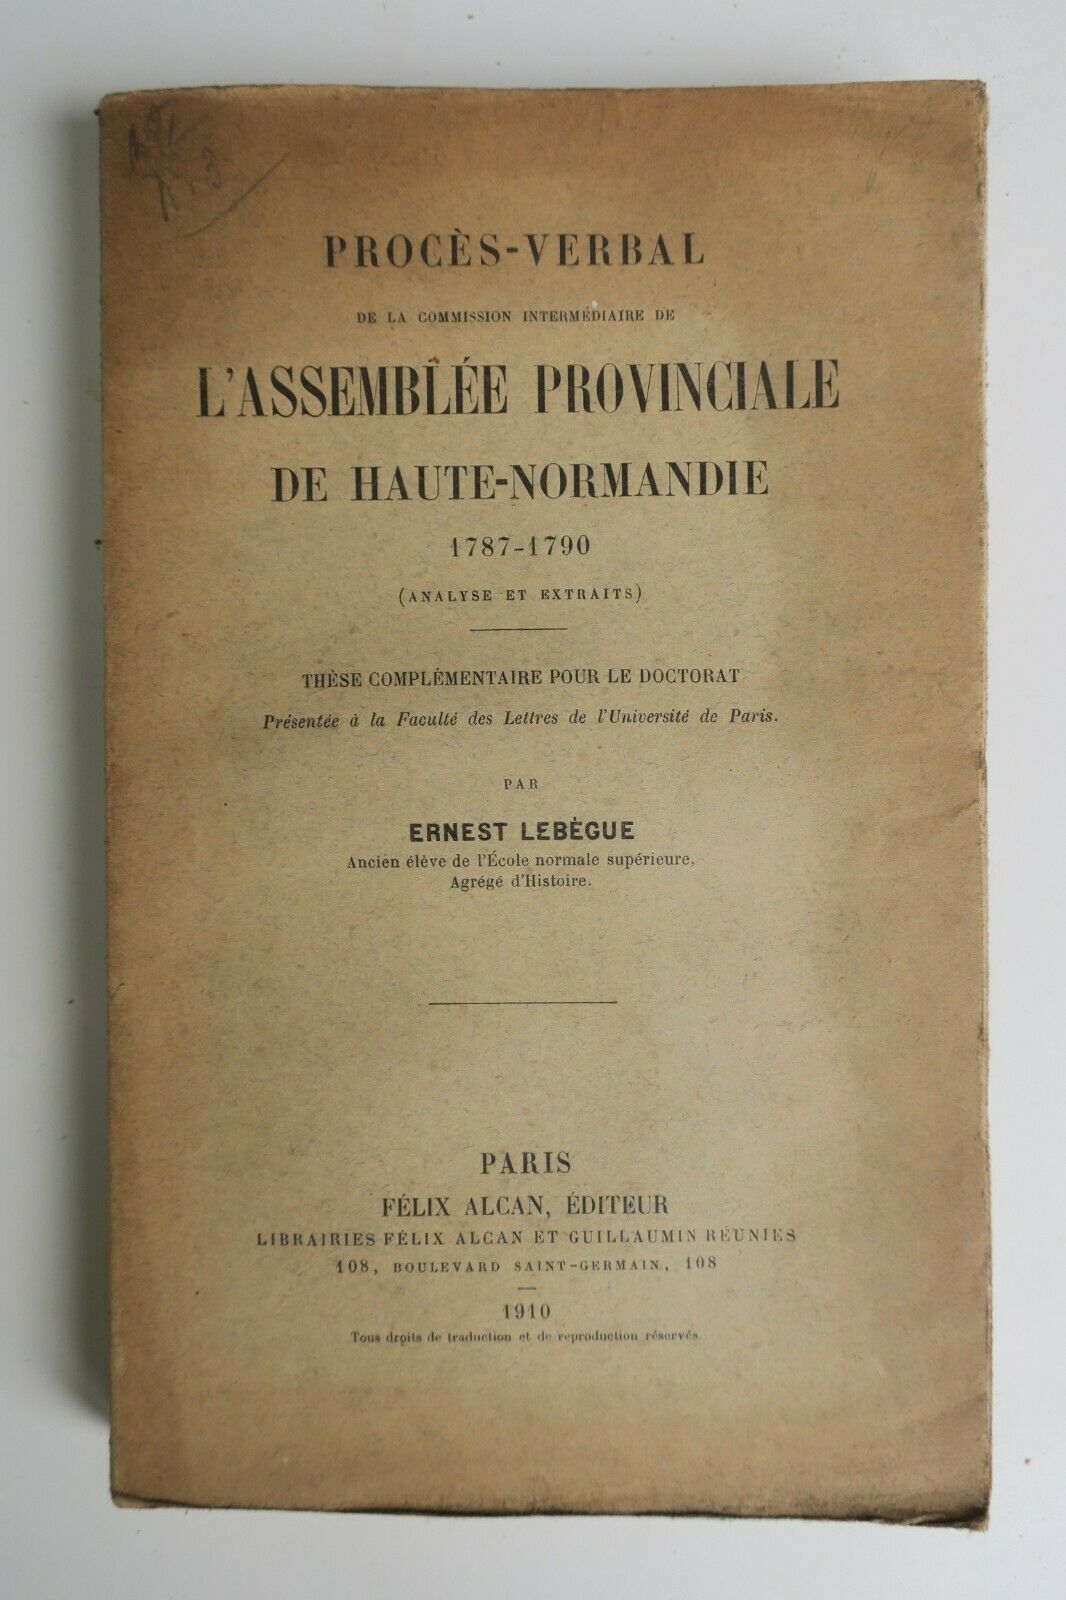 PROCÈS-VERBAL
DE LA COMMISSION INTERMÉDIAIRE DE
L'ASSEMBLÉE PROVINCIALE
DE HAUTE-NORMANDIE
1787-1790
(ANALYSE ET EXTRAITS)
THÈSE COMPLÉMENTAIRE POUR LE DOCTORAT
Présentée à la Faculté des Lettres de l'Université de Paris.
PAR
ERNEST LEBÈGUE
Ancien élève de l'École normale supérieure,
Agrégé d'Histoire.
PARIS
FÉLIX ALCAN, ÉDITEUR
LIBRAIRIES FÉLIX ALCAN ET GUILLAUMIN RÉUNIES
108, BOULEVARD SAINT-GERMAIN, 108
1910
Tous droits de traduction et de reproduction réservés.